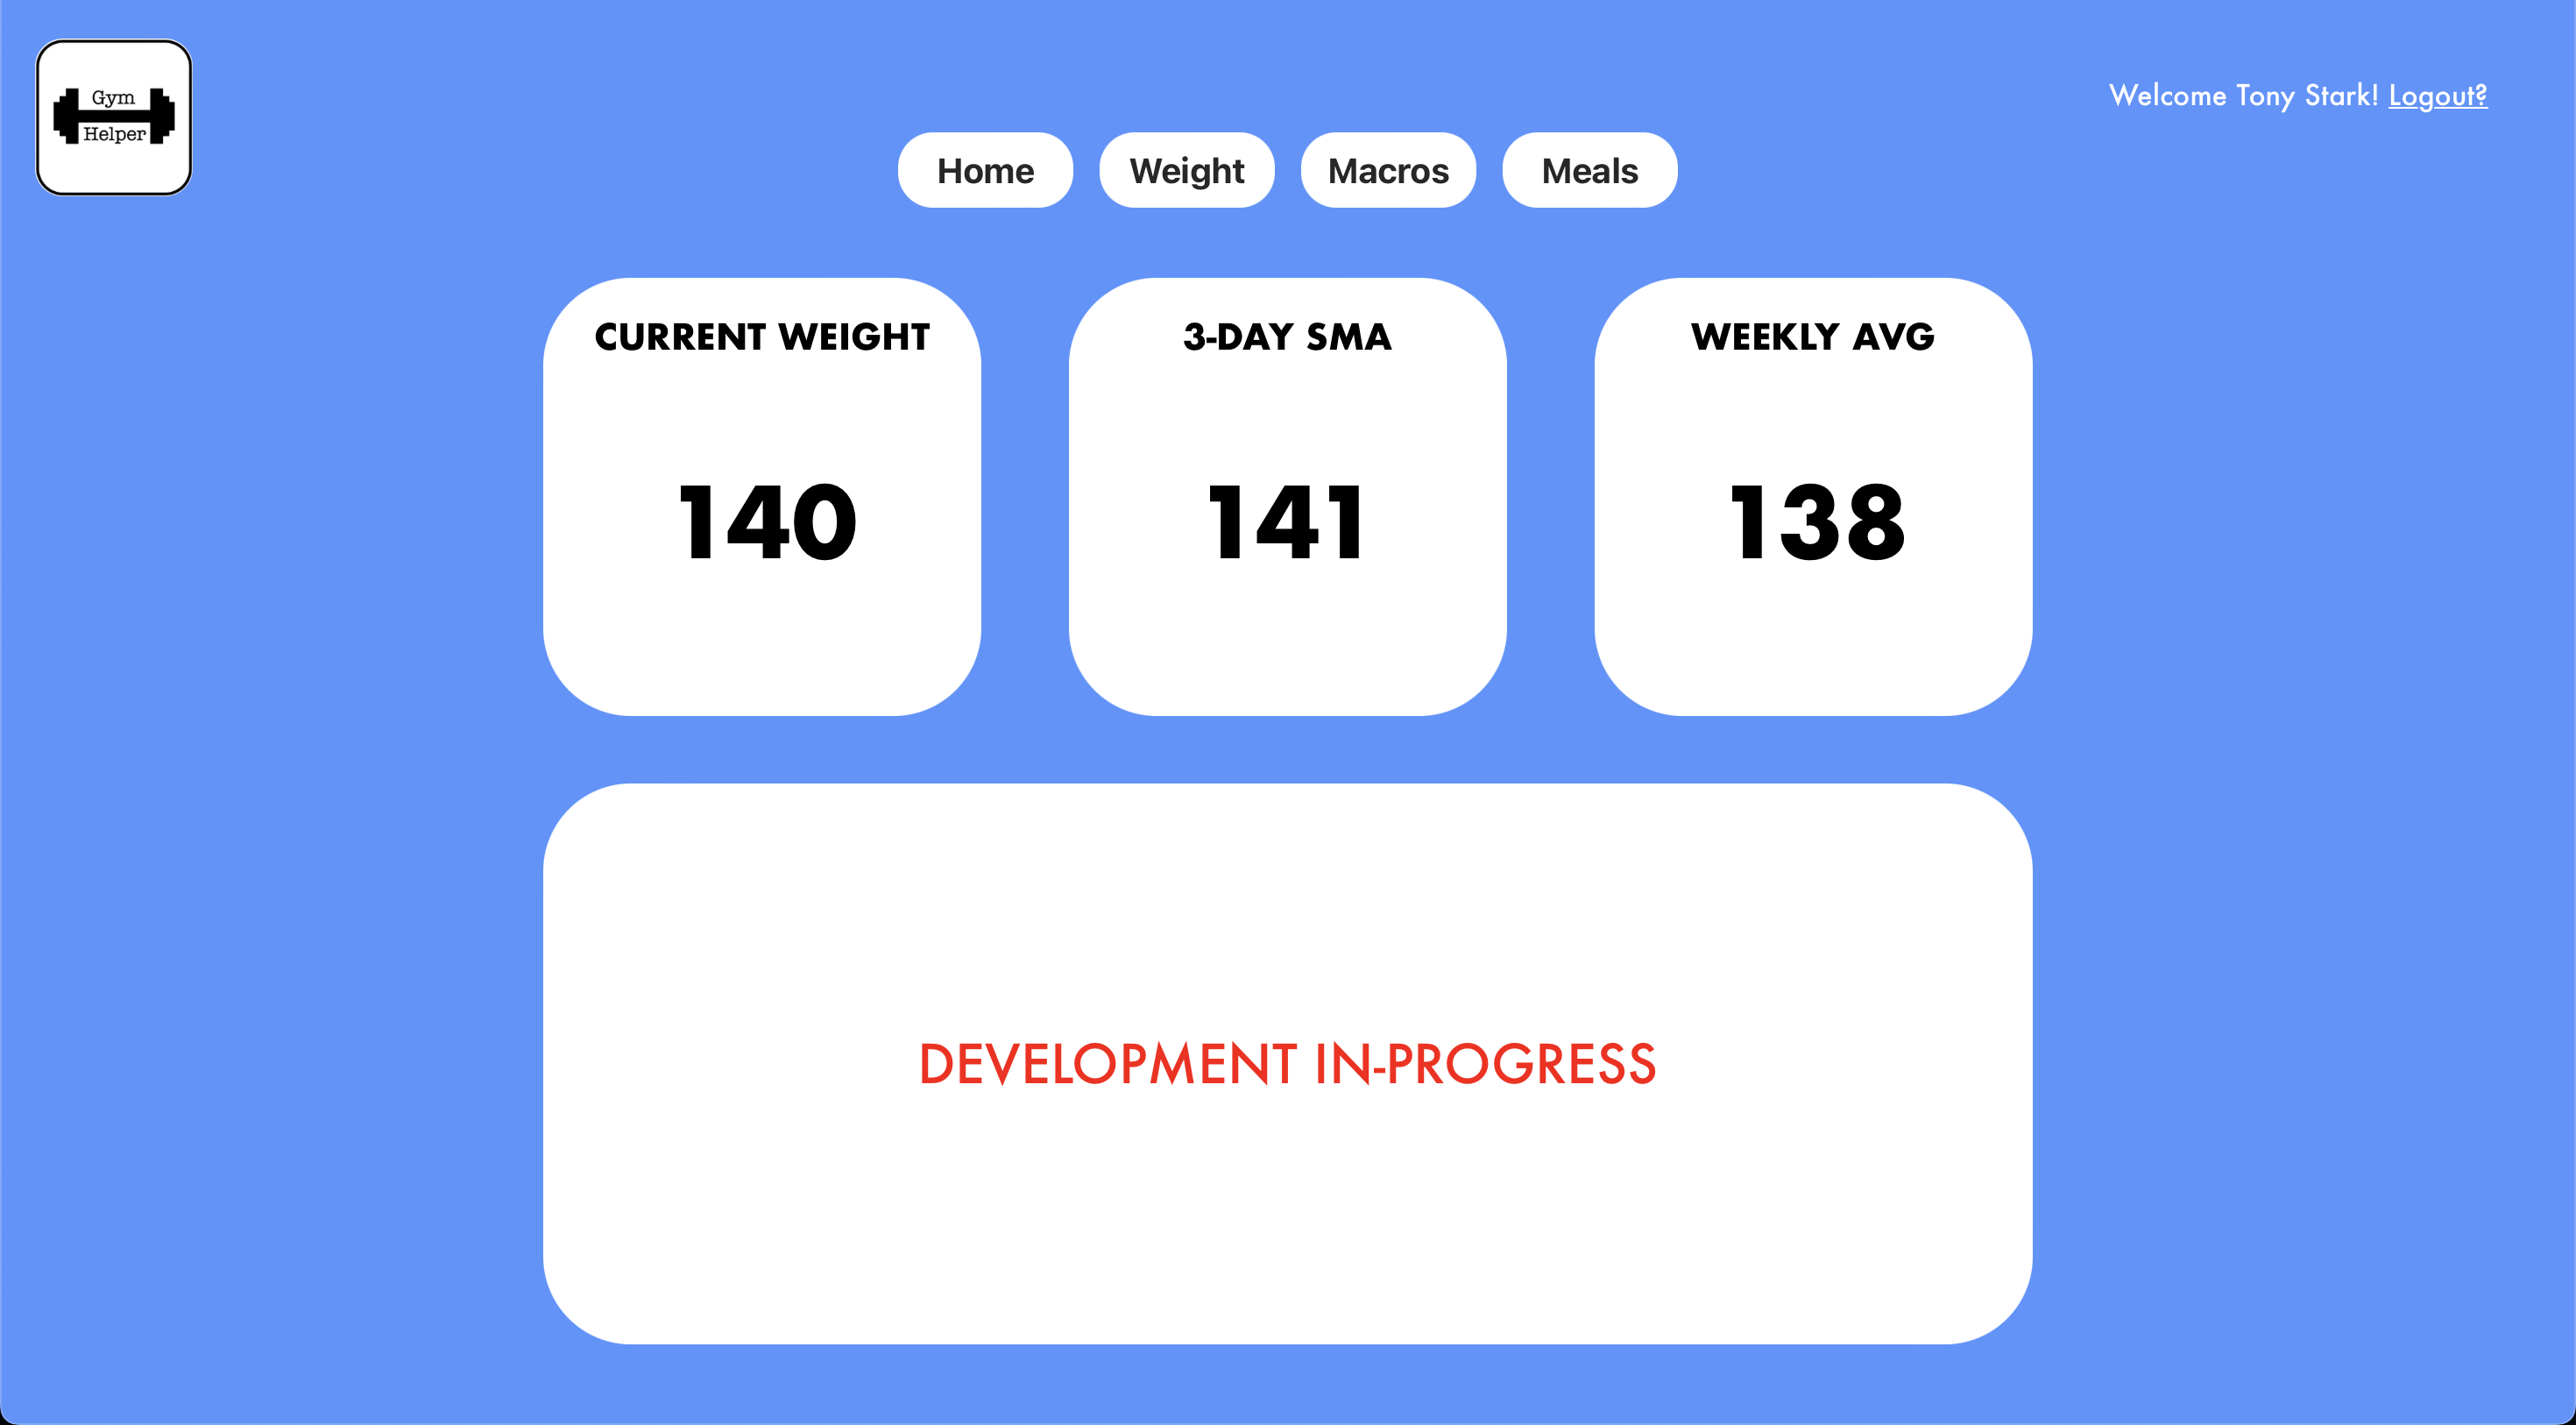 Gym
Helper
Welcome Tony Stark! Logout?
Home
Weight
Macros
Meals
CURRENT WEIGHT
140
3-DAY SMA
141
WEEKLY AVG
138
DEVELOPMENT IN-PROGRESS